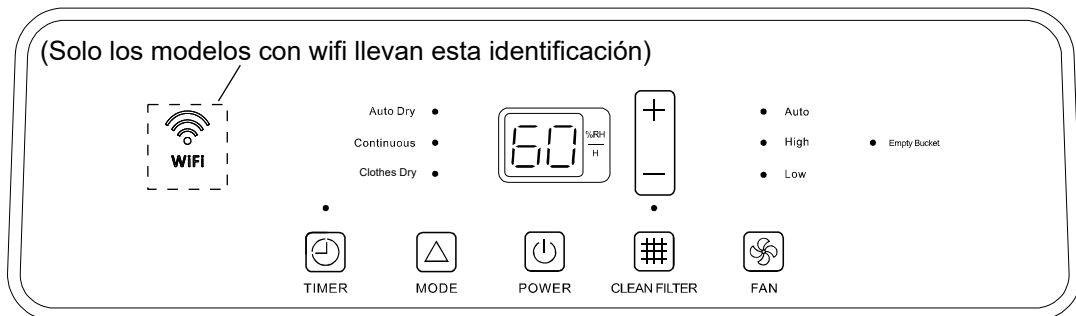 (Solo los modelos con wifi llevan esta identificación)
WiFi
Auto Dry
Continuous
Clothes Dry
60
%RH
H
+
—
Auto
High
Low
Empty Bucket
TIMER
MODE
POWER
CLEAN FILTER
FAN